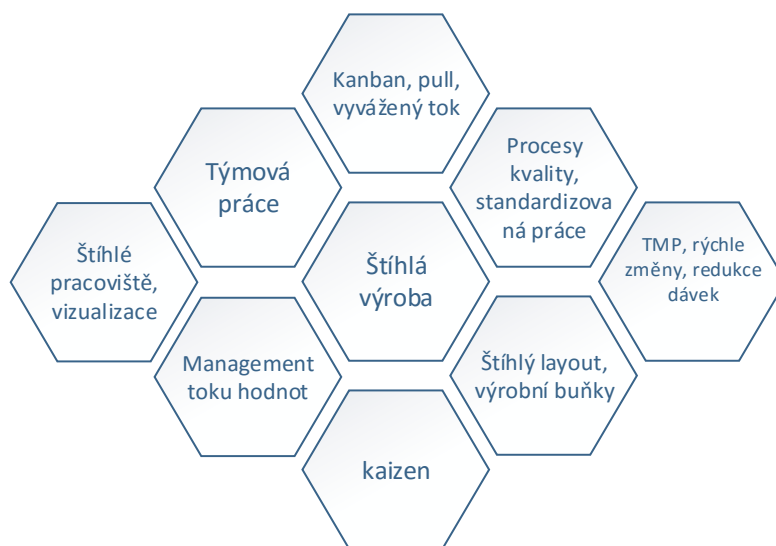 Kanban, pull,
vyvážený tok
Týmová
práce
Procesy
kvality,
standardizova
ná práce
Štíhlé
pracoviště,
vizualizace
Štíhlá
výroba
TMP, rýchle
změny, redukce
dávek
Management
toku hodnot
Štíhlý layout,
výrobní buňky
kaizen